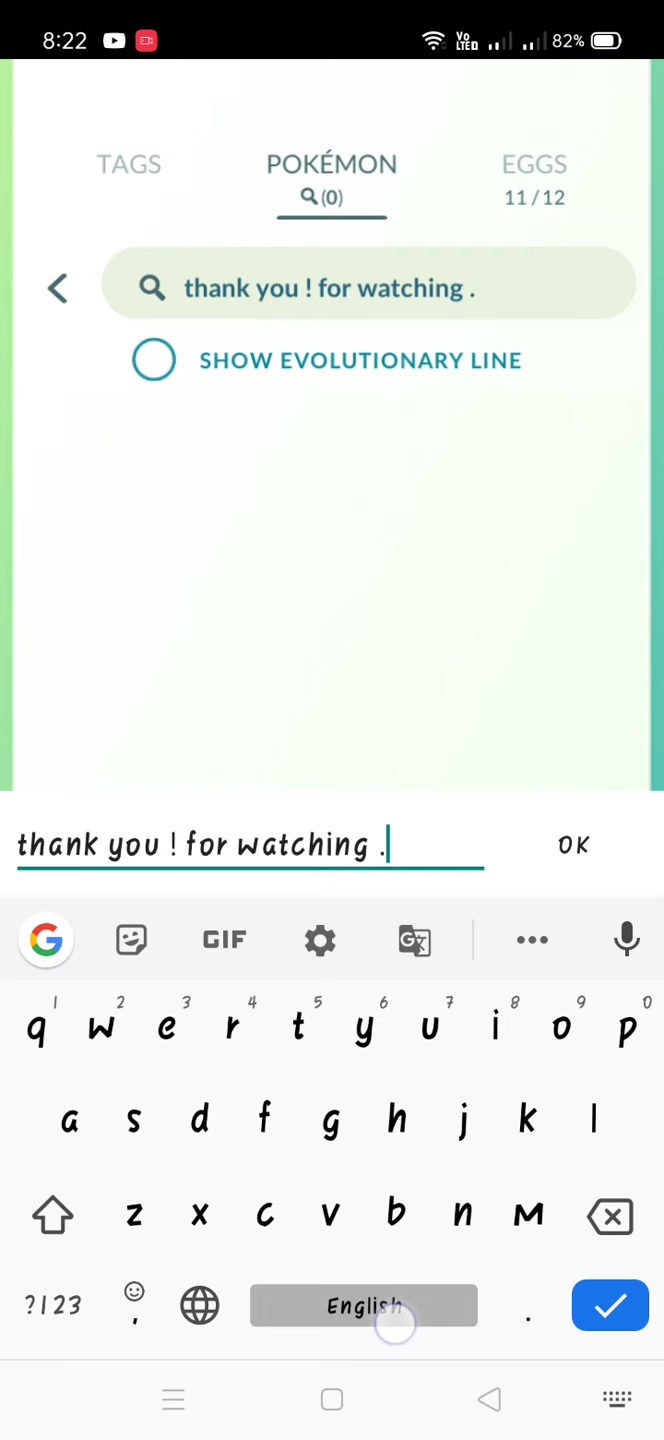 8:22
Vo LTE 82%
TAGS POKÉMON EGGS
(0) 11 / 12
thank you ! for watching .
SHOW EVOLUTIONARY LINE
thank you ! for watching . OK
G GIF G
1 2 3 4 5 6 7 8 9 0
q w e r t y u i o p
a s d f g h j k l
z x c v b n m
?123 , English .